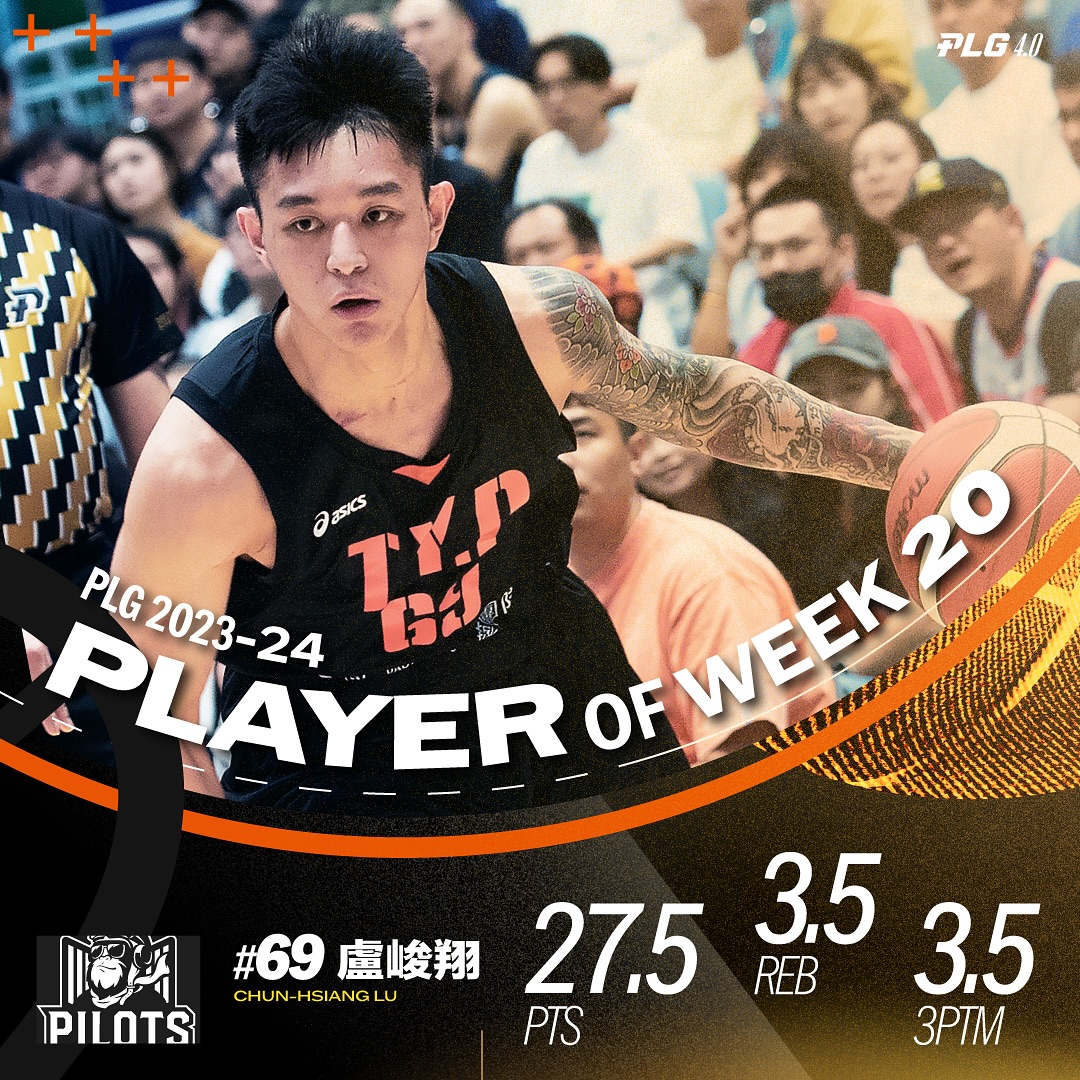 PLG 4.0
asics
T.Y.P
69
PLG 2023-24
PLAYER OF WEEK 20
PILOTS
#69 盧峻翔
CHUN-HSIANG LU
27.5
PTS
3.5
REB
3.5
3PTM